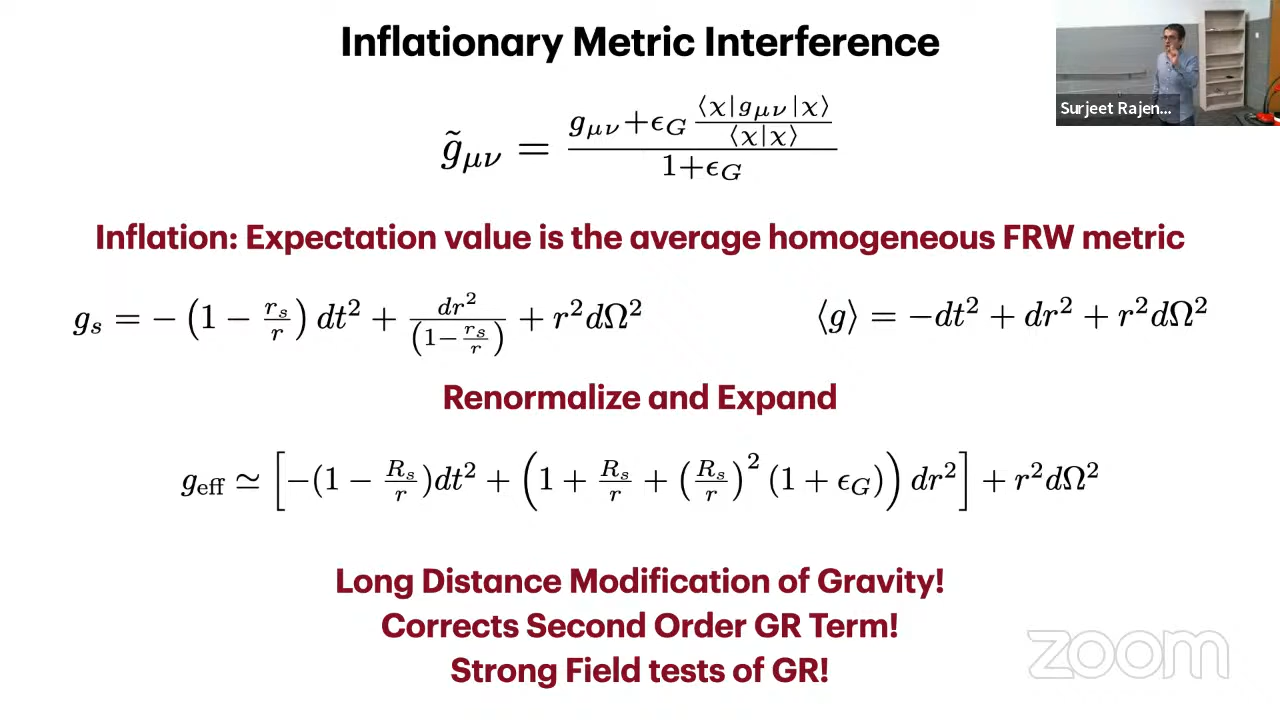 Inflationary Metric Interference
Surjeet Rajen...
g̃_μν = (g_μν + ϵ_G ⟨χ|g_μν|χ⟩ / ⟨χ|χ⟩) / (1 + ϵ_G)
Inflation: Expectation value is the average homogeneous FRW metric
g_s = −(1 − r_s/r) dt² + dr² / (1 − r_s/r) + r²dΩ²
⟨g⟩ = −dt² + dr² + r²dΩ²
Renormalize and Expand
g_eff ≃ [−(1 − R_s/r)dt² + (1 + R_s/r + (R_s/r)² (1 + ϵ_G)) dr²] + r²dΩ²
Long Distance Modification of Gravity!
Corrects Second Order GR Term!
Strong Field tests of GR!
zoom